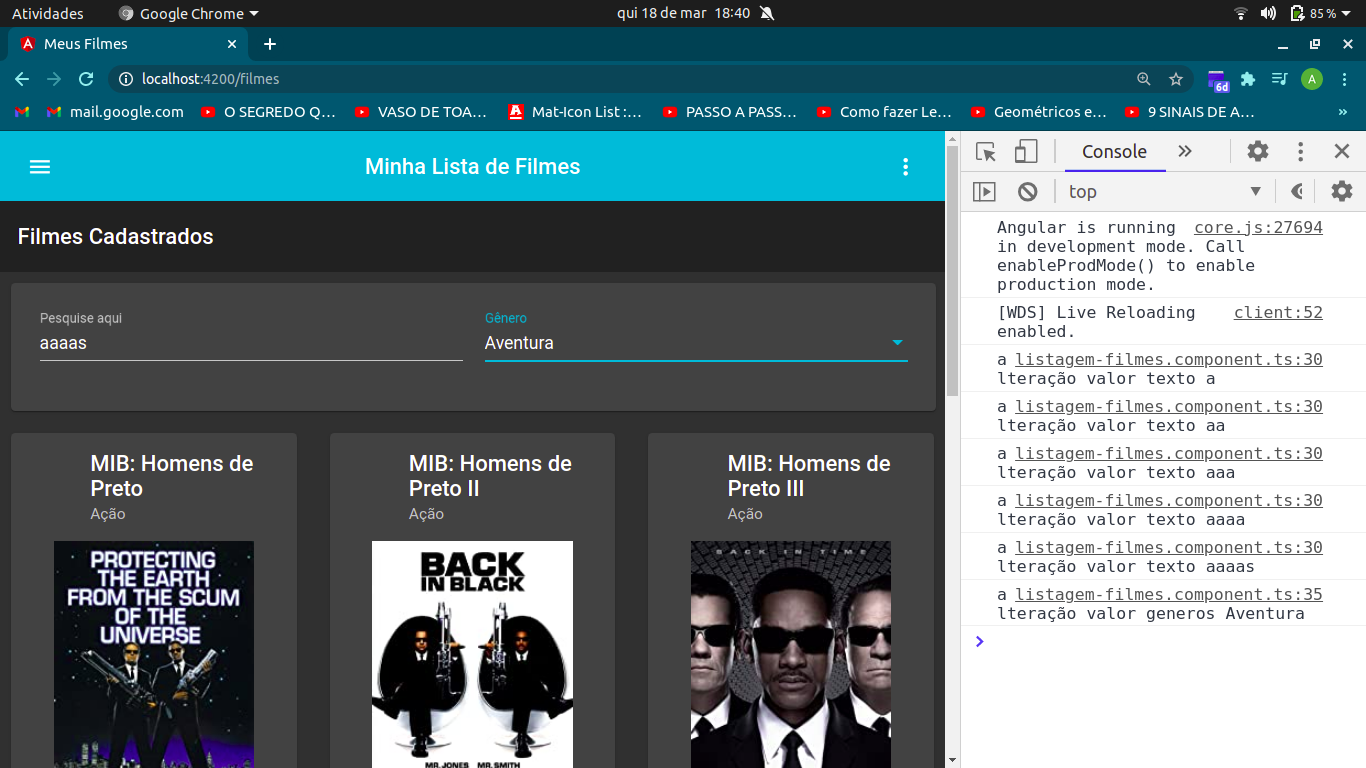 Atividades
Google Chrome
qui 18 de mar 18:40
85 %
Meus Filmes
localhost:4200/filmes
6d
A
mail.google.com
O SEGREDO Q…
VASO DE TOA…
Mat-Icon List :…
PASSO A PASS…
Como fazer Le…
Geométricos e…
9 SINAIS DE A…
»
Minha Lista de Filmes
Filmes Cadastrados
Pesquise aqui
aaaas
Gênero
Aventura
MIB: Homens de
Preto
Ação
PROTECTING
THE EARTH
FROM THE SCUM
OF THE
UNIVERSE
MIB: Homens de
Preto II
Ação
BACK
IN BLACK
MR. JONES MR. SMITH
MIB: Homens de
Preto III
Ação
BACK IN TIME
Console
top
Angular is running core.js:27694
in development mode. Call
enableProdMode() to enable
production mode.
[WDS] Live Reloading client:52
enabled.
a listagem-filmes.component.ts:30
lteração valor texto a
a listagem-filmes.component.ts:30
lteração valor texto aa
a listagem-filmes.component.ts:30
lteração valor texto aaa
a listagem-filmes.component.ts:30
lteração valor texto aaaa
a listagem-filmes.component.ts:30
lteração valor texto aaaas
a listagem-filmes.component.ts:35
lteração valor generos Aventura